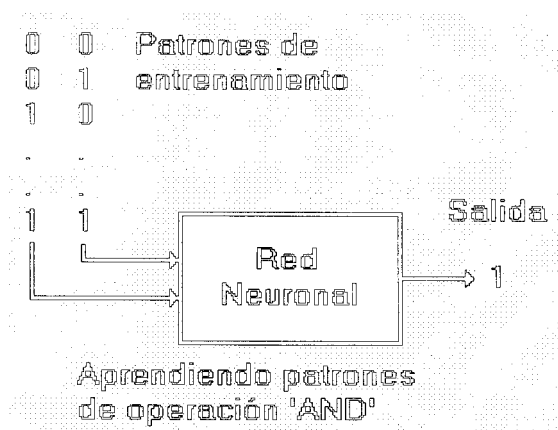 0 0 Patrones de
0 1 entrenamiento
1 0
. .
. .
1 1
Salida
Red
Neuronal
1
Aprendiendo patrones
de operación 'AND'